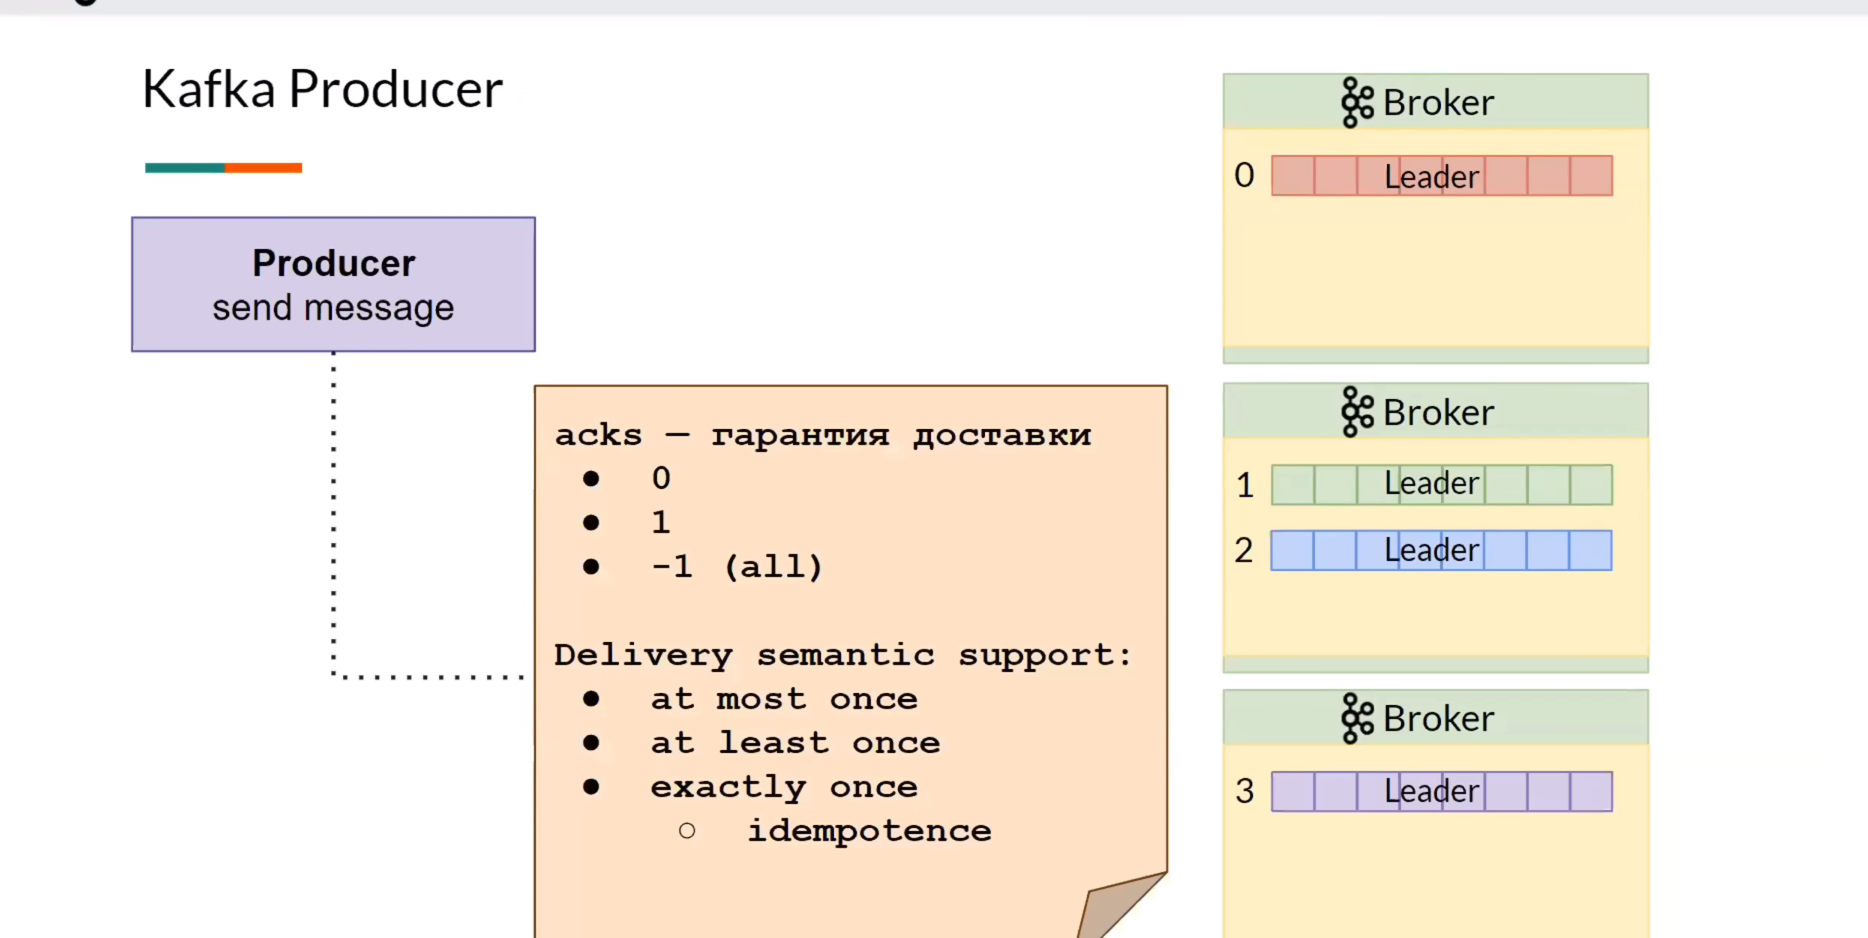 Kafka Producer
Producer
send message
acks — гарантия доставки
● 0
● 1
● -1 (all)
Delivery semantic support:
● at most once
● at least once
● exactly once
○ idempotence
Broker
0 Leader
Broker
1 Leader
2 Leader
Broker
3 Leader